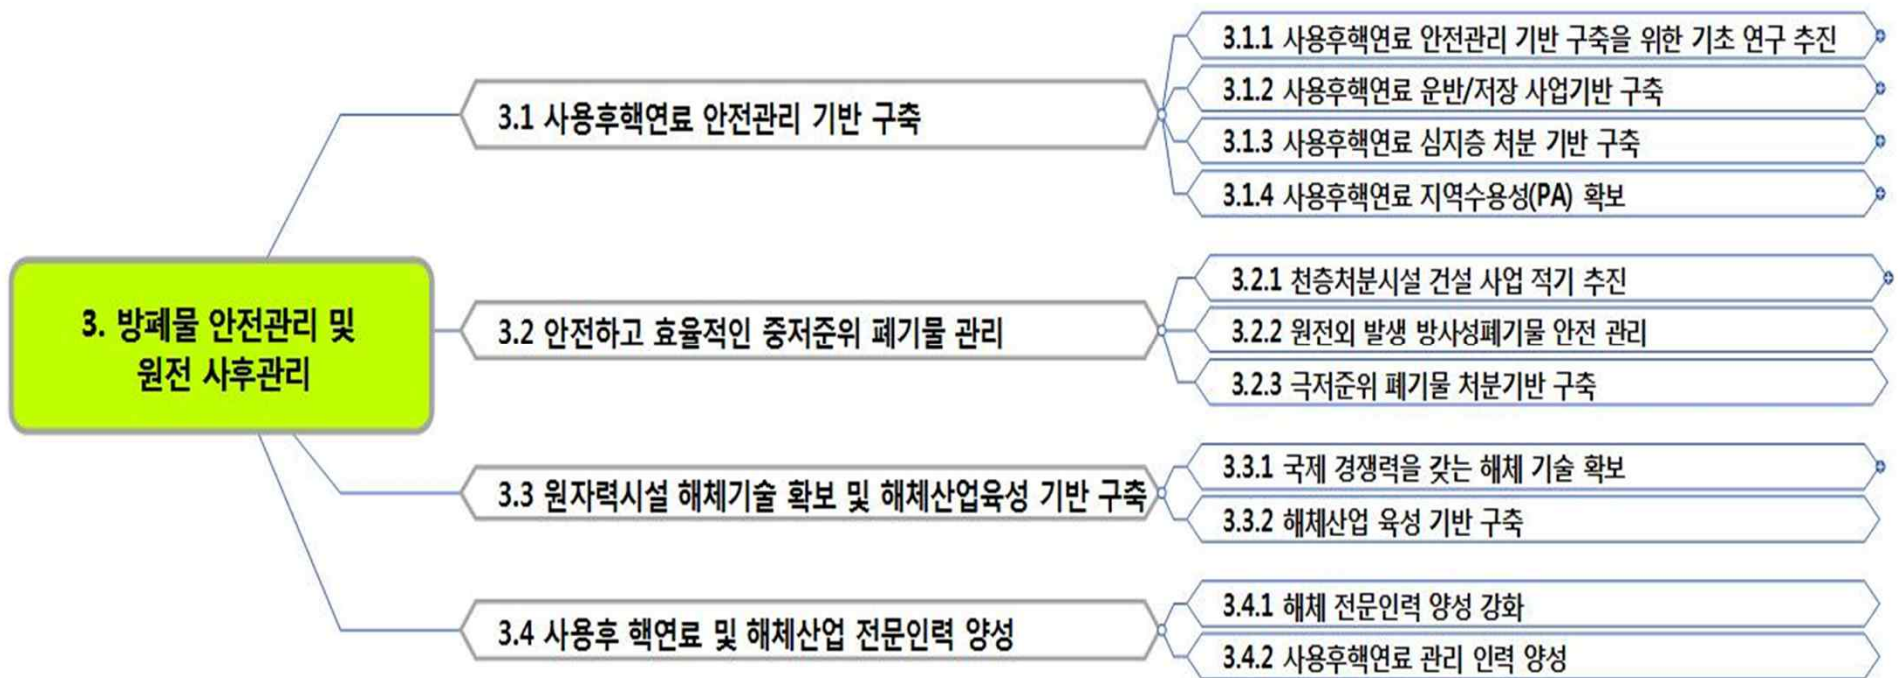 3. 방폐물 안전관리 및
원전 사후관리
3.1 사용후핵연료 안전관리 기반 구축
3.1.1 사용후핵연료 안전관리 기반 구축을 위한 기초 연구 추진
3.1.2 사용후핵연료 운반/저장 사업기반 구축
3.1.3 사용후핵연료 심지층 처분 기반 구축
3.1.4 사용후핵연료 지역수용성(PA) 확보
3.2 안전하고 효율적인 중저준위 폐기물 관리
3.2.1 천층처분시설 건설 사업 적기 추진
3.2.2 원전외 발생 방사성폐기물 안전 관리
3.2.3 극저준위 폐기물 처분기반 구축
3.3 원자력시설 해체기술 확보 및 해체산업육성 기반 구축
3.3.1 국제 경쟁력을 갖는 해체 기술 확보
3.3.2 해체산업 육성 기반 구축
3.4 사용후 핵연료 및 해체산업 전문인력 양성
3.4.1 해체 전문인력 양성 강화
3.4.2 사용후핵연료 관리 인력 양성